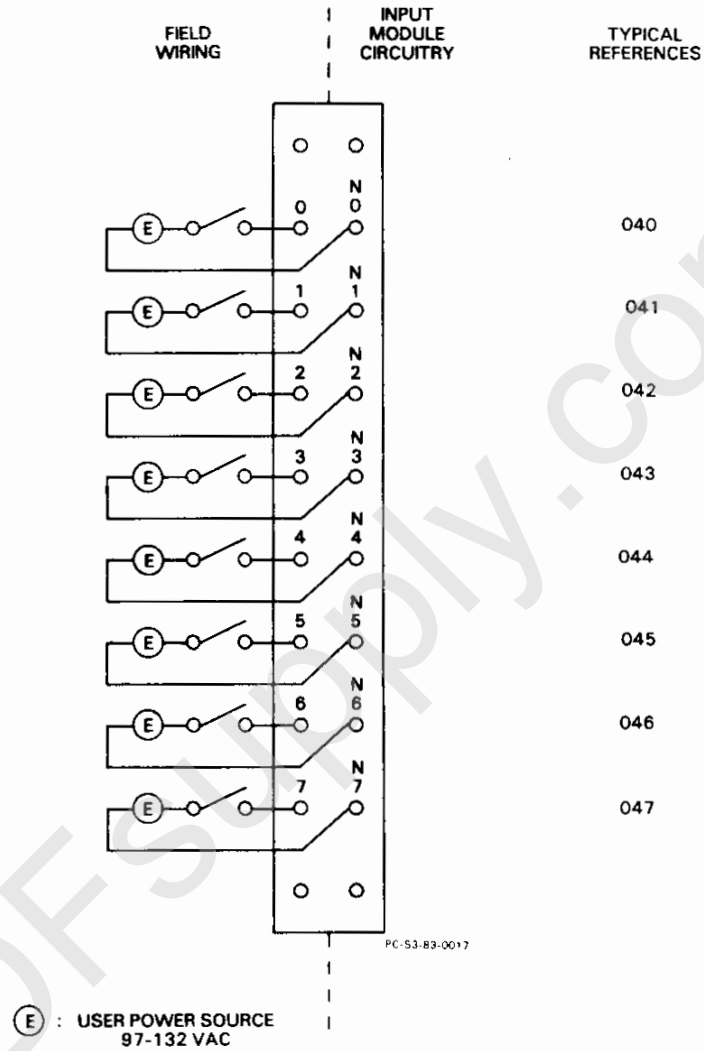 FIELD
WIRING
INPUT
MODULE
CIRCUITRY
TYPICAL
REFERENCES
N
0 0
E
040
N
1 1
E
041
N
2 2
E
042
N
3 3
E
043
N
4 4
E
044
N
5 5
E
045
N
6 6
E
046
N
7 7
E
047
PC-S3-83-0017
E : USER POWER SOURCE
97-132 VAC